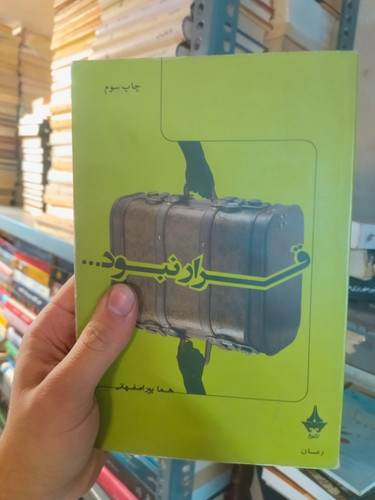 چاپ سوم
قرار نبود...
هما پوراصفهانی
رمان